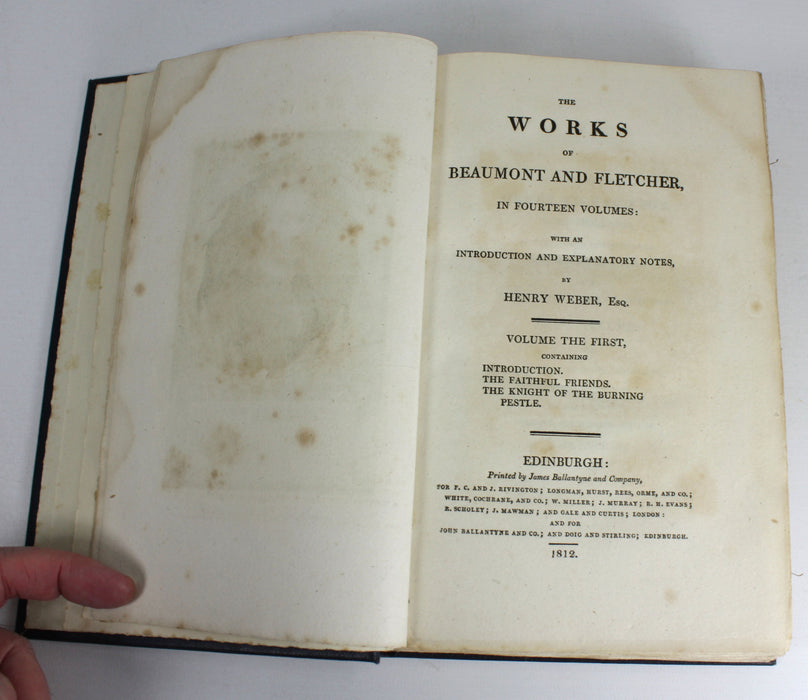 THE
WORKS
OF
BEAUMONT AND FLETCHER,
IN FOURTEEN VOLUMES:
WITH AN
INTRODUCTION AND EXPLANATORY NOTES,
BY
HENRY WEBER, Esq.
VOLUME THE FIRST,
CONTAINING
INTRODUCTION.
THE FAITHFUL FRIENDS.
THE KNIGHT OF THE BURNING
PESTLE.
EDINBURGH:
Printed by James Ballantyne and Company,
FOR F. C. AND J. RIVINGTON; LONGMAN, HURST, REES, ORME, AND CO.;
WHITE, COCHRANE, AND CO.; W. MILLER; J. MURRAY; R. H. EVANS;
R. SCHOLEY; J. MAWMAN; AND GALE AND CURTIS; LONDON:
AND FOR
JOHN BALLANTYNE AND CO.; AND DOIG AND STIRLING; EDINBURGH.
1812.